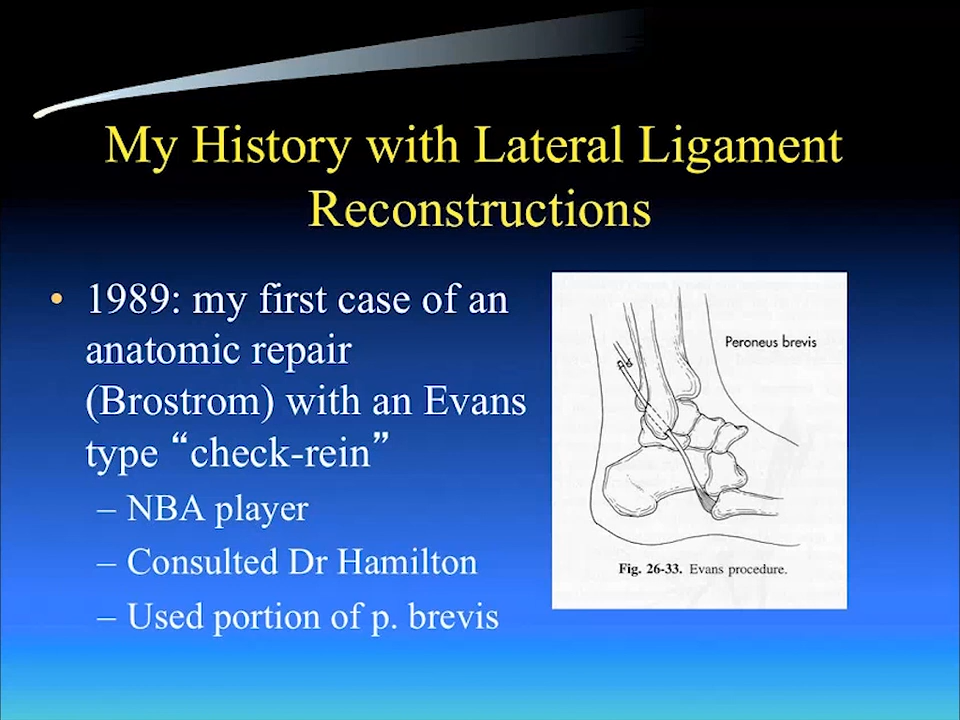 My History with Lateral Ligament
Reconstructions
• 1989: my first case of an
anatomic repair
(Brostrom) with an Evans
type “check-rein”
– NBA player
– Consulted Dr Hamilton
– Used portion of p. brevis
Peroneus brevis
Fig. 26-33. Evans procedure.